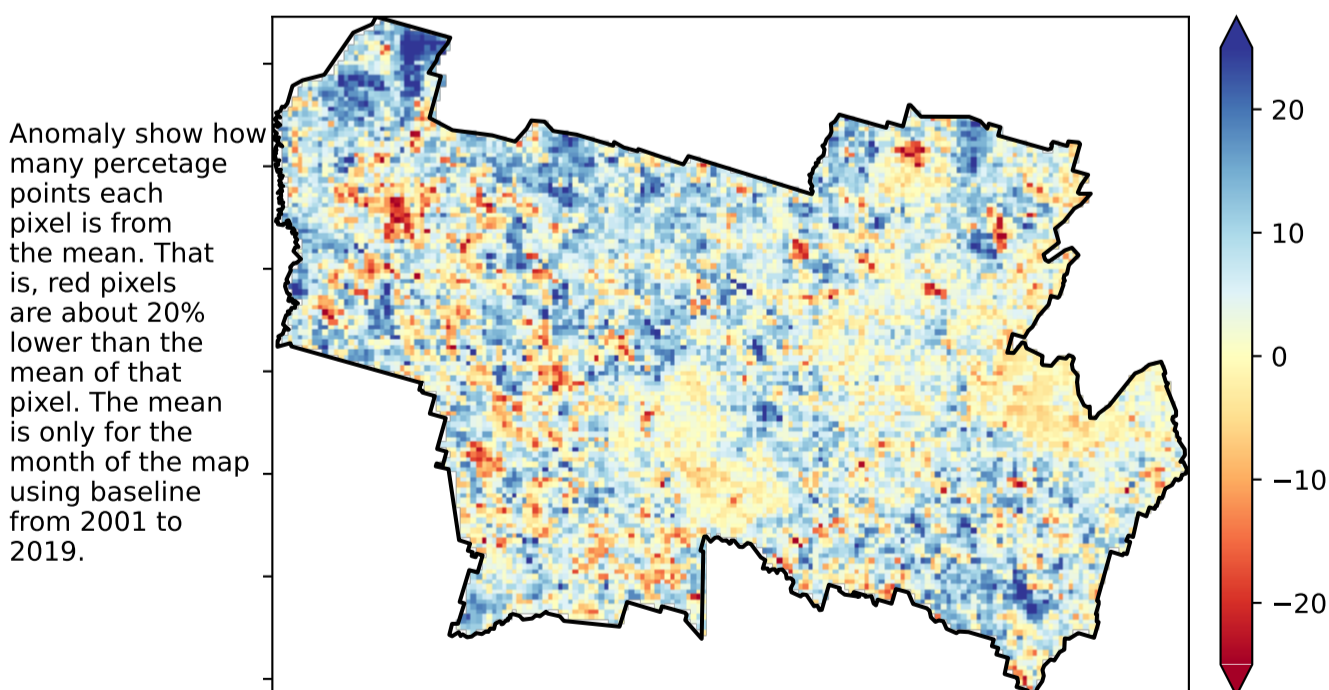 Anomaly show how
many percetage
points each
pixel is from
the mean. That
is, red pixels
are about 20%
lower than the
mean of that
pixel. The mean
is only for the
month of the map
using baseline
from 2001 to
2019.
20
10
0
−10
−20